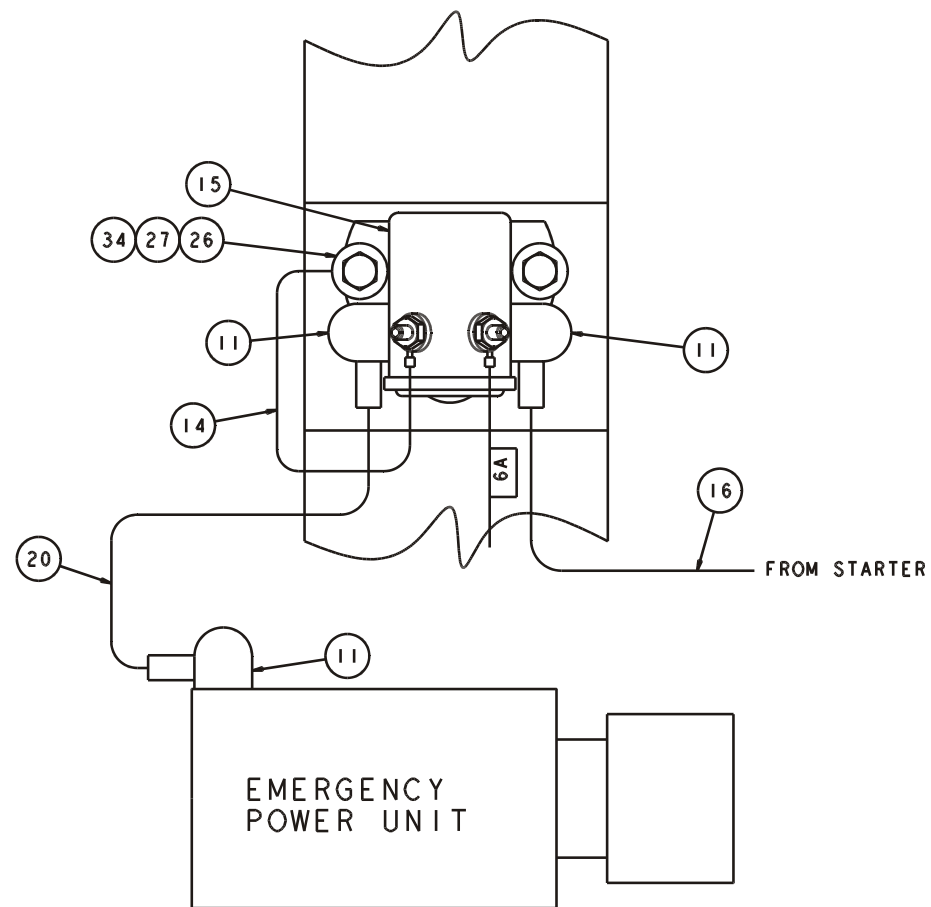 15
34 27 26
11
11
14
6A
16
20
FROM STARTER
11
EMERGENCY
POWER UNIT